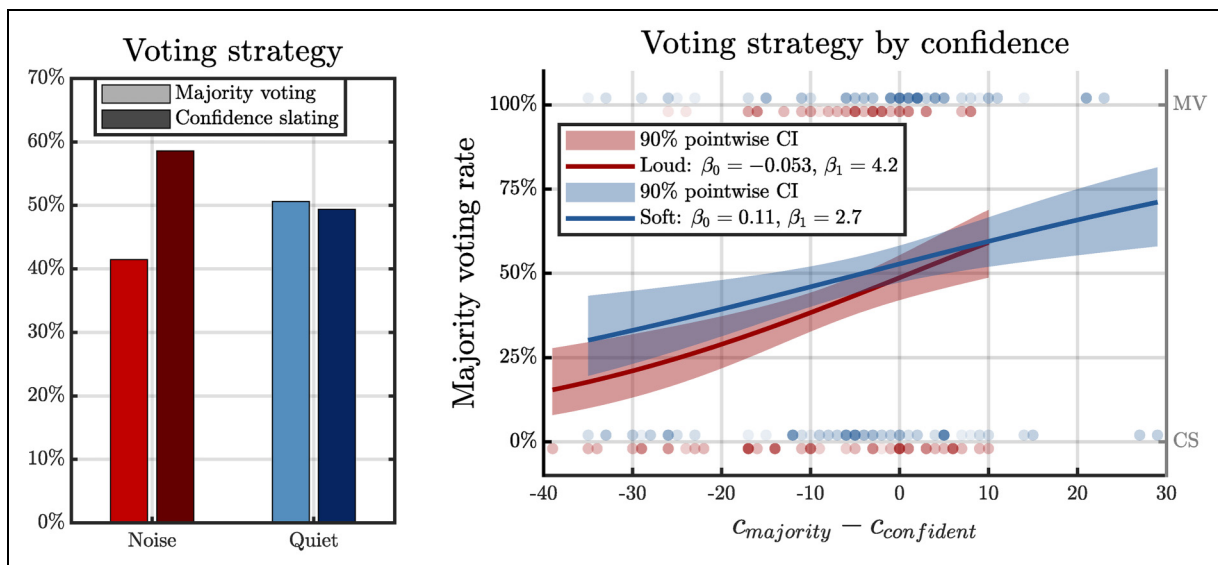 Voting strategy
70%
60%
50%
40%
30%
20%
10%
0%
Majority voting
Confidence slating
Noise
Quiet
Voting strategy by confidence
Majority voting rate
100%
75%
50%
25%
0%
90% pointwise CI
Loud: β₀ = −0.053, β₁ = 4.2
90% pointwise CI
Soft: β₀ = 0.11, β₁ = 2.7
MV
CS
-40 -30 -20 -10 0 10 20 30
c_majority − c_confident